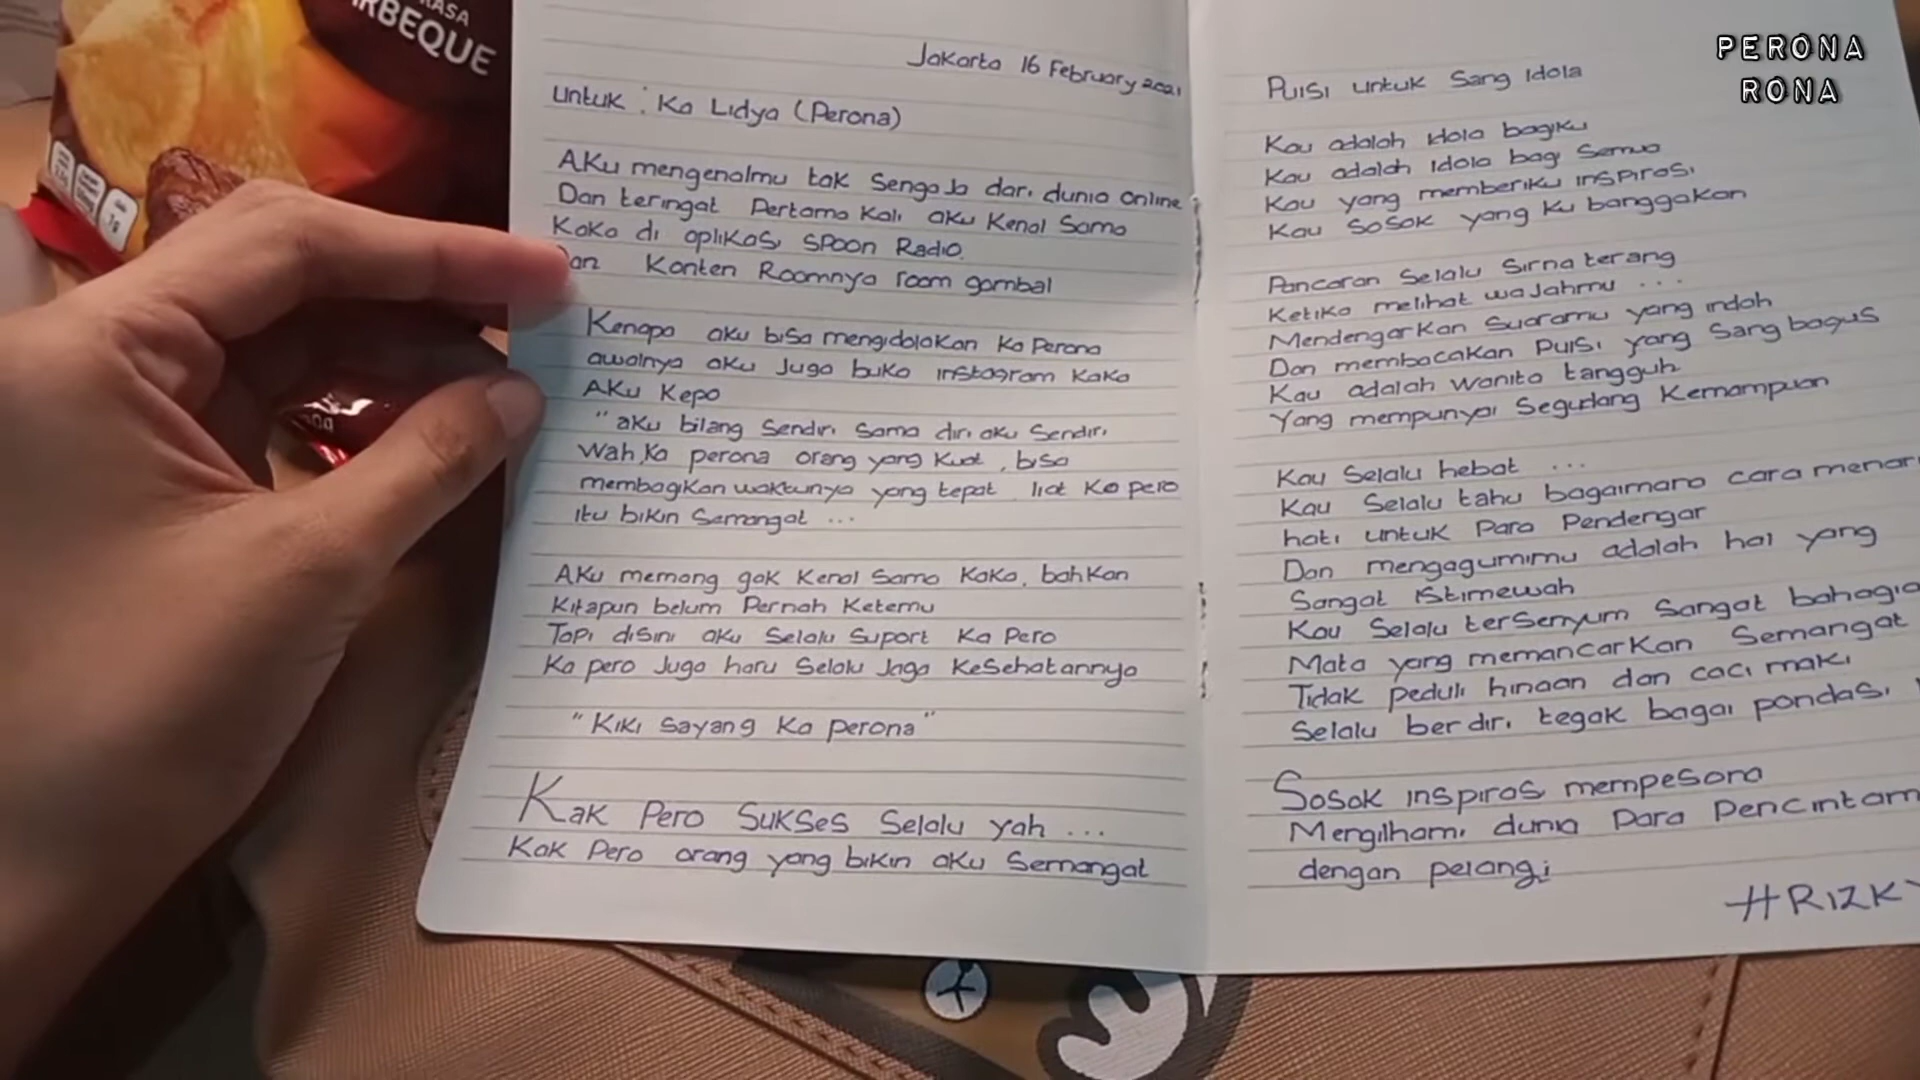 RASA
RBEQUE
PERONA
RONA
Jakarta 16 February 2021
Untuk : Ka Lidya (Perona)
Aku mengenalmu tak sengaja dari dunia online
Dan teringat Pertama Kali aku Kenal Sama
Kaka di aplikasi Spoon Radio.
Dan Konten Roomnya room gombal
Kenapa aku bisa mengidolakan Ka Perona
awalnya aku Juga buka instagram Kaka
Aku Kepo
"aku bilang Sendiri Sama diri aku Sendiri
Wah Ka perona orang yang Kuat, bisa
membagikan waktunya yang tepat liat Ka pero
itu bikin Semangat ...
Aku memang gak Kenal Sama Kaka, bahkan
Kitapun belum Pernah Ketemu
Tapi disini aku Selalu Suport Ka Pero
Ka pero Juga haru Selalu Jaga Kesehatannya
"Kiki Sayang Ka perona"
Kak Pero Sukses Selalu yah ...
Kak Pero orang yang bikin aku Semangat
Puisi untuk Sang Idola
Kau adalah Idola bagiku
Kau adalah Idola bagi Semua
Kau yang memberiku inspirasi
Kau Sosok yang Ku banggakan
Pancaran Selalu Sirna terang
Ketika melihat waJahmu ...
Mendengarkan Suaramu yang indah
Dan membacakan Puisi yang Sang bagus
Kau adalah Wanita tangguh
Yang mempunyai Segudang Kemampuan
Kau Selalu hebat ...
Kau Selalu tahu bagaimana cara menari
hati untuk Para Pendengar
Dan mengagumimu adalah hal yang
Sangat istimewah
Kau Selalu tersenyum Sangat bahagia
Mata yang memancarkan Semangat
Tidak peduli hinaan dan caci maki
Selalu berdiri tegak bagai pondasi
Sosok inspiras mempesona
Mengilhami dunia Para Pencintam
dengan pelangi
#RIZKY